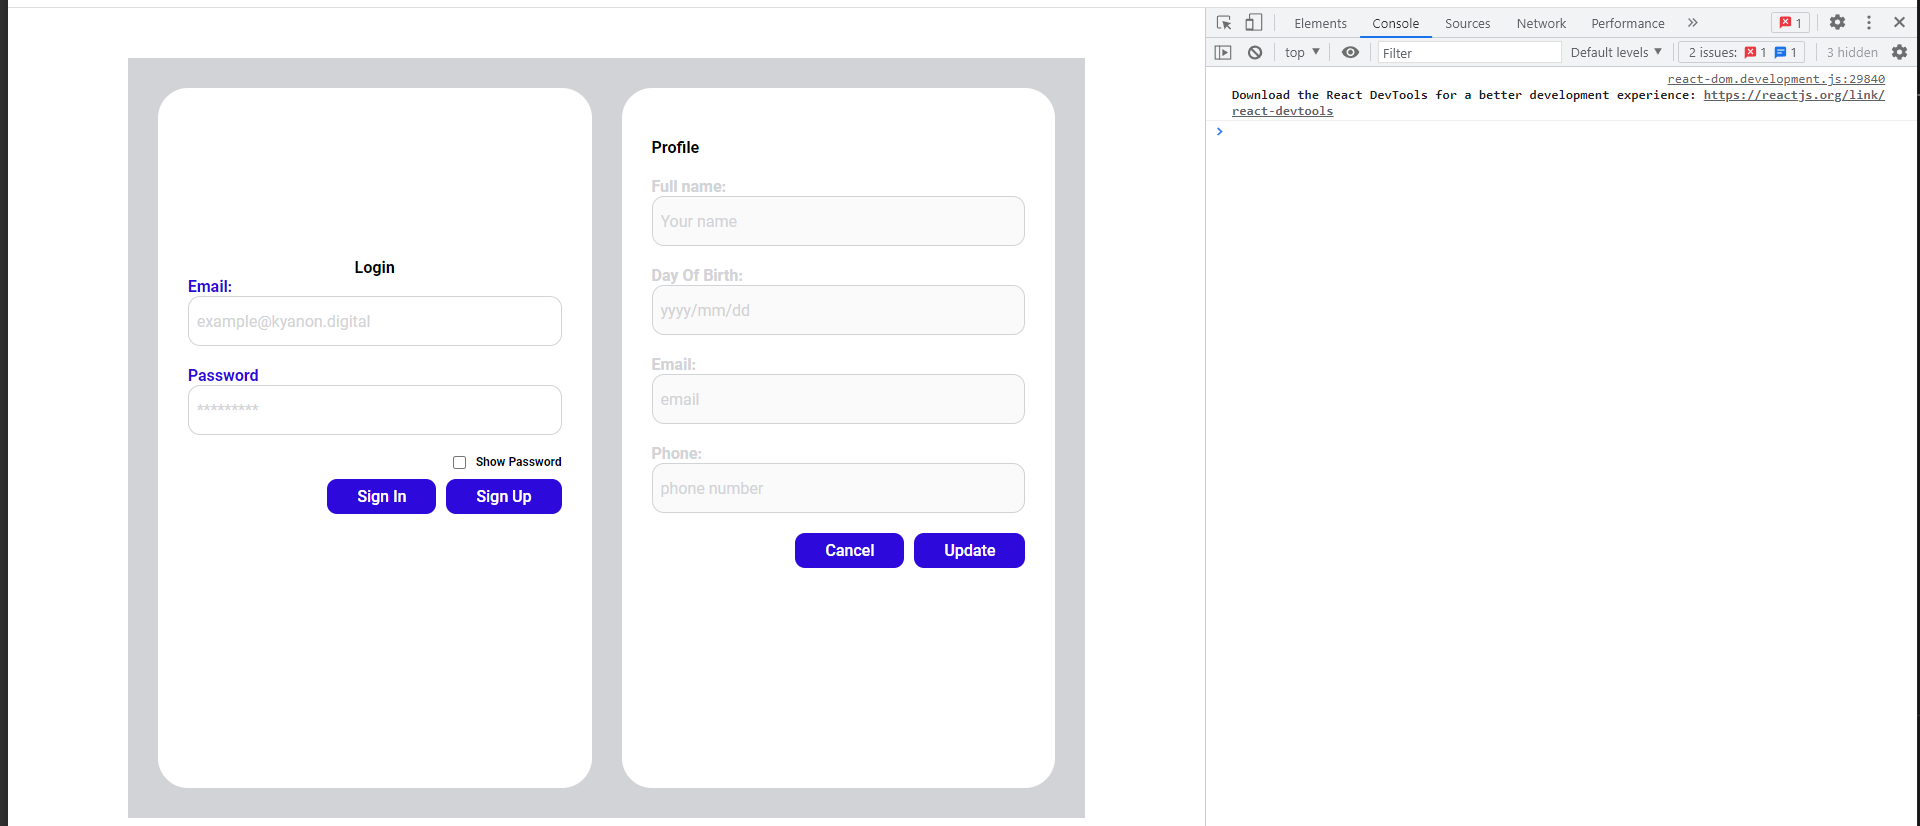 Login
Email:
example@kyanon.digital
Password
*********
Show Password
Sign In
Sign Up
Profile
Full name:
Your name
Day Of Birth:
yyyy/mm/dd
Email:
email
Phone:
phone number
Cancel
Update
Elements Console Sources Network Performance » 1
top ▼ Filter Default levels ▼ 2 issues: 1 1 3 hidden
react-dom.development.js:29840
Download the React DevTools for a better development experience: https://reactjs.org/link/
react-devtools